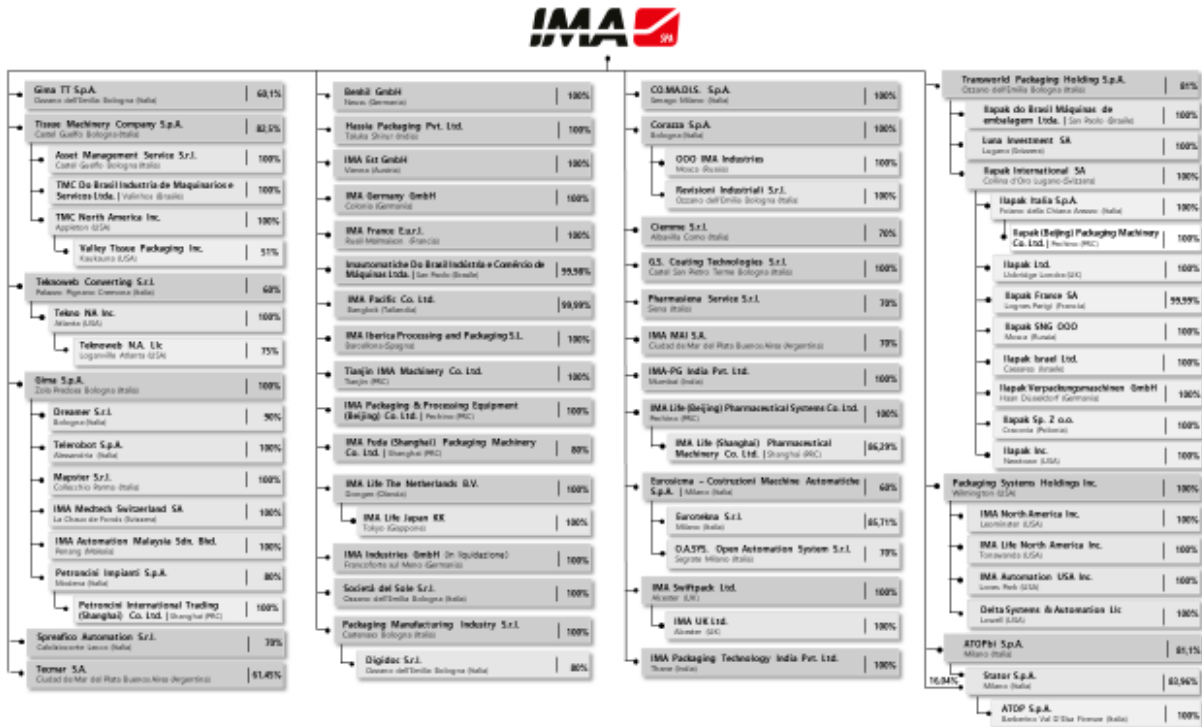 IMA SPA
Gima TT S.p.A.
Ozzano dell'Emilia Bologna (Italia)
60,1%
Tissue Machinery Company S.p.A.
Castel Guelfo Bologna (Italia)
82,5%
Asset Management Service S.r.l.
Castel Guelfo Bologna (Italia)
100%
TMC Do Brasil Industria de Maquinarios e
Servicos Ltda. | Valinhos (Brasile)
100%
TMC North America Inc.
Appleton (USA)
100%
Valley Tissue Packaging Inc.
Kaukauna (USA)
51%
Teknoweb Converting S.r.l.
Palazzo Pignano Cremona (Italia)
60%
Tekno NA Inc.
Atlanta (USA)
100%
Teknoweb N.A. Llc
Loganville Atlanta (USA)
75%
Gima S.p.A.
Zola Predosa Bologna (Italia)
100%
Dreamer S.r.l.
Bologna (Italia)
90%
Telerobot S.p.A.
Alessandria (Italia)
100%
Mapster S.r.l.
Collecchio Parma (Italia)
100%
IMA Medtech Switzerland SA
La Chaux de Fonds (Svizzera)
100%
IMA Automation Malaysia Sdn. Bhd.
Penang (Malesia)
100%
Petroncini Impianti S.p.A.
Modena (Italia)
80%
Petroncini International Trading
(Shanghai) Co. Ltd. | Shanghai (PRC)
100%
Spreafico Automation S.r.l.
Calolziocorte Lecco (Italia)
70%
Tecmar S.A.
Ciudad de Mar del Plata Buenos Aires (Argentina)
61,45%
Benhil GmbH
Neuss (Germania)
100%
Hassia Packaging Pvt. Ltd.
Taluka Shirur (India)
100%
IMA Est GmbH
Vienna (Austria)
100%
IMA Germany GmbH
Colonia (Germania)
100%
IMA France E.u.r.l.
Rueil-Malmaison (Francia)
100%
Imautomatiche Do Brasil Indústria e Comércio de
Máquinas Ltda. | San Paolo (Brasile)
99,98%
IMA Pacific Co. Ltd.
Bangkok (Tailandia)
99,99%
IMA Iberica Processing and Packaging S.L.
Barcellona (Spagna)
100%
Tianjin IMA Machinery Co. Ltd.
Tianjin (PRC)
100%
IMA Packaging & Processing Equipment
(Beijing) Co. Ltd. | Pechino (PRC)
100%
IMA Fuda (Shanghai) Packaging Machinery
Co. Ltd. | Shanghai (PRC)
80%
IMA Life The Netherlands B.V.
Dongen (Olanda)
100%
IMA Life Japan KK
Tokyo (Giappone)
100%
IMA Industries GmbH (in liquidazione)
Francoforte sul Meno (Germania)
100%
Società del Sole S.r.l.
Ozzano dell'Emilia Bologna (Italia)
100%
Packaging Manufacturing Industry S.r.l.
Castenaso Bologna (Italia)
100%
Digidoc S.r.l.
Ozzano dell'Emilia Bologna (Italia)
80%
CO.MA.DI.S. S.p.A.
Senago Milano (Italia)
100%
Corazza S.p.A.
Bologna (Italia)
100%
OOO IMA Industries
Mosca (Russia)
100%
Revisioni Industriali S.r.l.
Ozzano dell'Emilia Bologna (Italia)
100%
Ciemme S.r.l.
Albavilla Como (Italia)
70%
G.S. Coating Technologies S.r.l.
Castel San Pietro Terme Bologna (Italia)
100%
Pharmasiena Service S.r.l.
Siena (Italia)
70%
IMA MAI S.A.
Ciudad de Mar del Plata Buenos Aires (Argentina)
70%
IMA-PG India Pvt. Ltd.
Mumbai (India)
100%
IMA Life (Beijing) Pharmaceutical Systems Co. Ltd.
Pechino (PRC)
100%
IMA Life (Shanghai) Pharmaceutical
Machinery Co. Ltd. | Shanghai (PRC)
86,29%
Eurosicma - Costruzioni Macchine Automatiche
S.p.A. | Milano (Italia)
60%
Eurotekna S.r.l.
Milano (Italia)
85,71%
O.A.SYS. Open Automation System S.r.l.
Segrate Milano (Italia)
70%
IMA Swiftpack Ltd.
Alcester (UK)
100%
IMA UK Ltd.
Alcester (UK)
100%
IMA Packaging Technology India Pvt. Ltd.
Thane (India)
100%
Transworld Packaging Holding S.p.A.
Ozzano dell'Emilia Bologna (Italia)
81%
Ilapak do Brasil Máquinas de
embalagem Ltda. | San Paolo (Brasile)
100%
Luna Investment SA
Lugano (Svizzera)
100%
Ilapak International SA
Collina d'Oro Lugano (Svizzera)
100%
Ilapak Italia S.p.A.
Foiano della Chiana Arezzo (Italia)
100%
Ilapak (Beijing) Packaging Machinery
Co. Ltd. | Pechino (PRC)
100%
Ilapak Ltd.
Uxbridge Londra (UK)
100%
Ilapak France SA
Lognes Parigi (Francia)
99,99%
Ilapak SNG OOO
Mosca (Russia)
100%
Ilapak Israel Ltd.
Caesarea (Israele)
100%
Ilapak Verpackungsmaschinen GmbH
Haan Düsseldorf (Germania)
100%
Ilapak Sp. Z o.o.
Cracovia (Polonia)
100%
Ilapak Inc.
Newtown (USA)
100%
Packaging Systems Holdings Inc.
Wilmington (USA)
100%
IMA North America Inc.
Leominster (USA)
100%
IMA Life North America Inc.
Tonawanda (USA)
100%
IMA Automation USA Inc.
Loves Park (USA)
100%
Delta Systems & Automation Llc
Lowell (USA)
100%
ATOPbi S.p.A.
Milano (Italia)
81,1%
16,04%
Stator S.p.A.
Milano (Italia)
83,96%
ATOP S.p.A.
Barberino Val D'Elsa Firenze (Italia)
100%